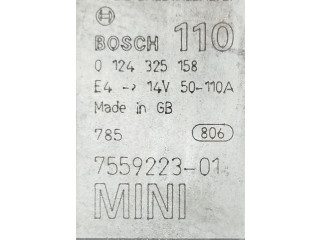 BOSCH 110
0 124 325 158
E4 → 14V 50-110A
Made in GB
785 806
7559223-01
MINI